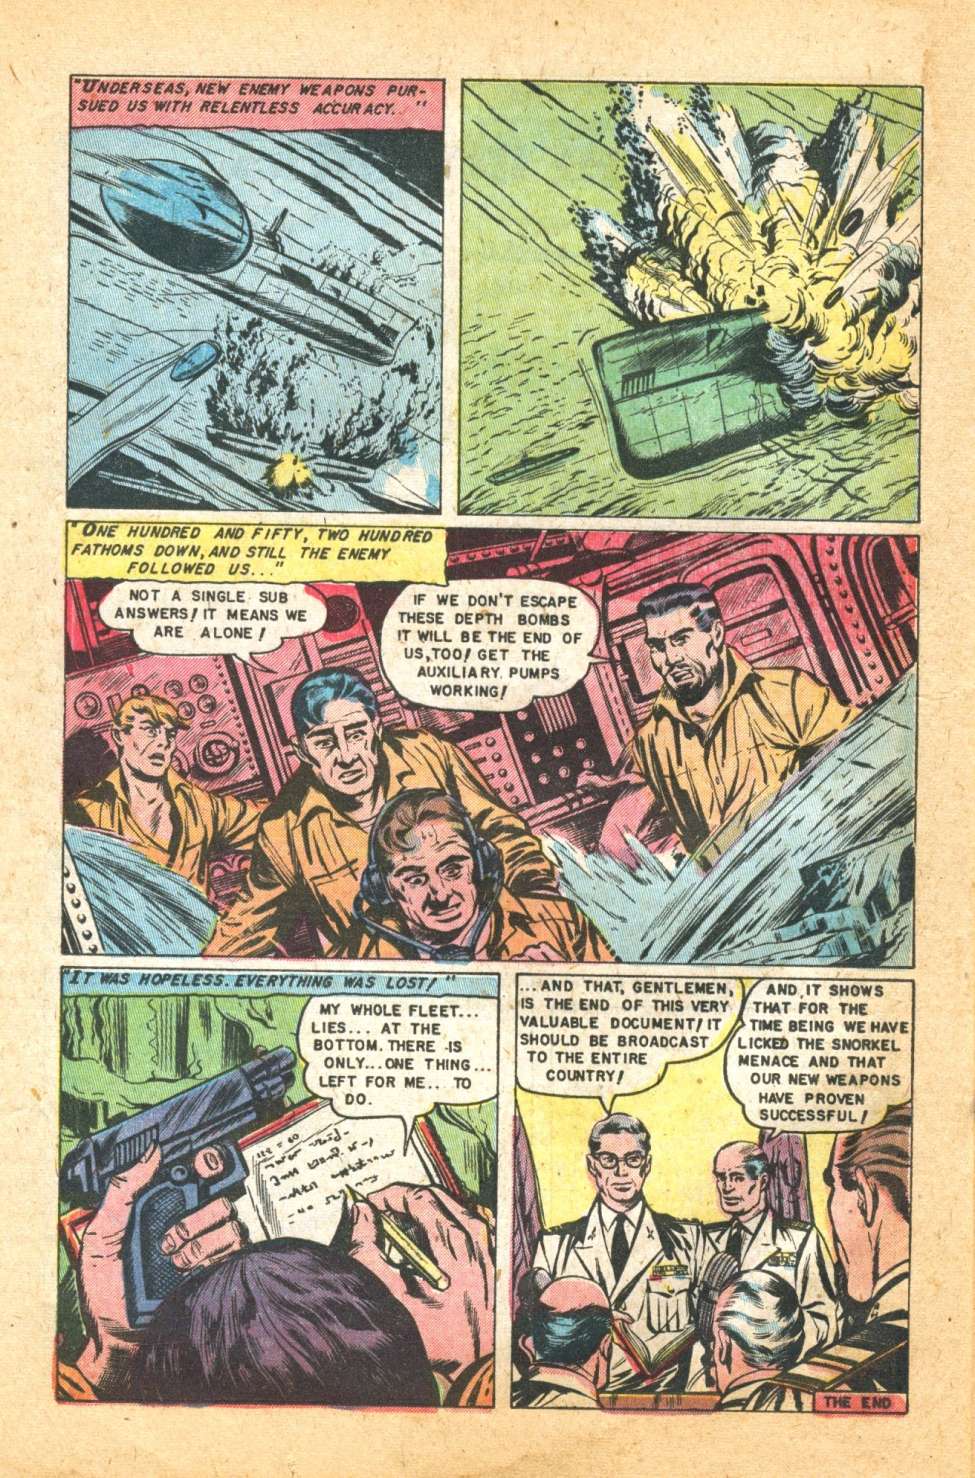 "UNDERSEAS, NEW ENEMY WEAPONS PUR-
SUED US WITH RELENTLESS ACCURACY.."
"ONE HUNDRED AND FIFTY, TWO HUNDRED
FATHOMS DOWN, AND STILL THE ENEMY
FOLLOWED US..."
NOT A SINGLE SUB
ANSWERS! IT MEANS WE
ARE ALONE!
IF WE DON'T ESCAPE
THESE DEPTH BOMBS
IT WILL BE THE END OF
US, TOO! GET THE
AUXILIARY PUMPS
WORKING!
"IT WAS HOPELESS. EVERYTHING WAS LOST!"
MY WHOLE FLEET...
LIES... AT THE
BOTTOM. THERE IS
ONLY... ONE THING...
LEFT FOR ME.. TO
DO.
...AND THAT, GENTLEMEN,
IS THE END OF THIS VERY
VALUABLE DOCUMENT! IT
SHOULD BE BROADCAST
TO THE ENTIRE
COUNTRY!
AND, IT SHOWS
THAT FOR THE
TIME BEING WE HAVE
LICKED THE SNORKEL
MENACE AND THAT
OUR NEW WEAPONS
HAVE PROVEN
SUCCESSFUL!
THE END